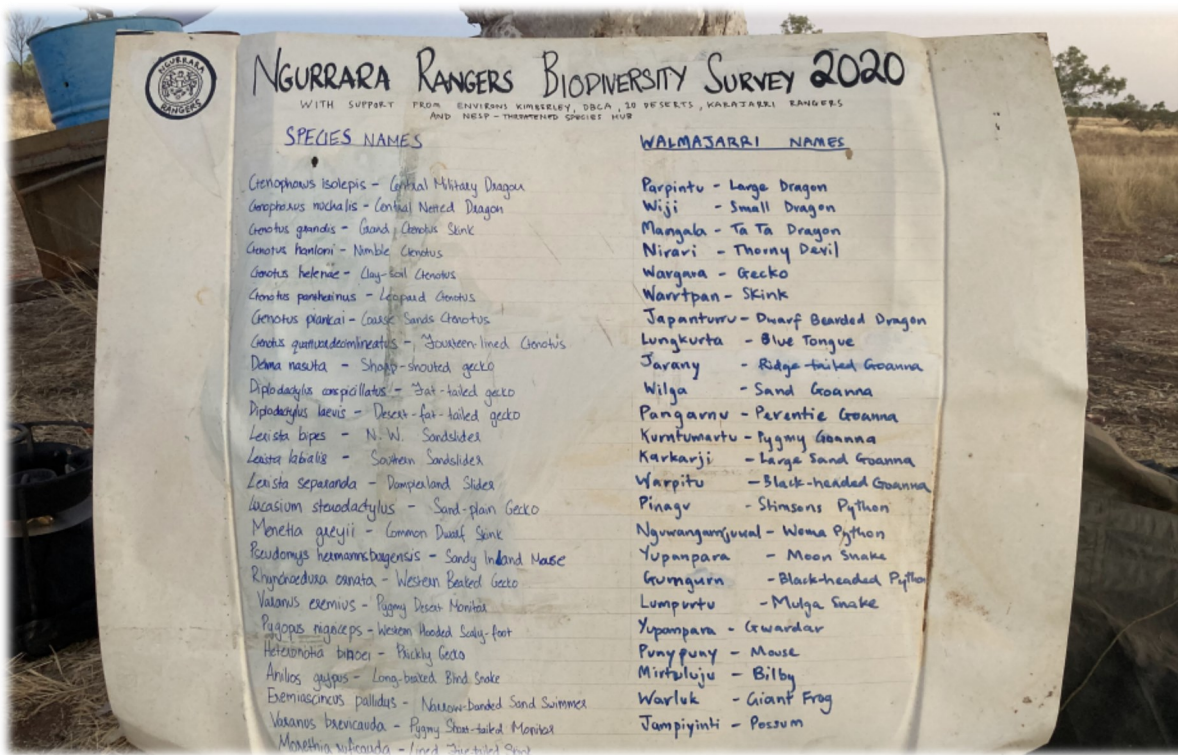 NGURRARA RANGERS
NGURRARA RANGERS BIODIVERSITY SURVEY 2020
WITH SUPPORT FROM ENVIRONS KIMBERLEY, DBCA, 10 DESERTS, KARAJARRI RANGERS
AND NESP - THREATENED SPECIES HUB
SPECIES NAMES
Ctenophorus isolepis - Central Military Dragon
Ctenophorus nuchalis - Central Netted Dragon
Ctenotus grandis - Grand Ctenotus Skink
Ctenotus hanloni - Nimble Ctenotus
Ctenotus helenae - Clay-Soil Ctenotus
Ctenotus pantherinus - Leopard Ctenotus
Ctenotus piankai - Coarse Sands Ctenotus
Ctenotus quattuordecimlineatus - Fourteen-lined Ctenotus
Delma nasuta - Sharp-snouted gecko
Diplodactylus conspicillatus - Fat-tailed gecko
Diplodactylus laevis - Desert-fat-tailed gecko
Lerista bipes - N.W. Sandslider
Lerista labialis - Southern Sandslider
Lerista separanda - Dampierland Slider
Lucasium stenodactylus - Sand-plain Gecko
Menetia greyii - Common Dwarf Skink
Pseudomys hermannsburgensis - Sandy Inland Mouse
Rhynchoedura ornata - Western Beaked Gecko
Varanus eremius - Pygmy Desert Monitor
Pygopus nigriceps - Western Hooded Scaly-foot
Heteronotia binoei - Prickly Gecko
Anilios grypus - Long-beaked Blind Snake
Eremiascincus pallidus - Narrow-banded Sand Swimmer
Varanus brevicauda - Pygmy Short-tailed Monitor
Morethia ruficauda - Lined Fire tailed Skink
WALMAJARRI NAMES
Parpintu - Large Dragon
Wiji - Small Dragon
Mangala - Ta Ta Dragon
Nirari - Thorny Devil
Wargara - Gecko
Warrtpan - Skink
Japanturru - Dwarf Bearded Dragon
Lungkurta - Blue Tongue
Jarany - Ridge-tailed Goanna
Wilga - Sand Goanna
Pangarnu - Perentie Goanna
Kurntumartu - Pygmy Goanna
Karkarji - Large Sand Goanna
Warpitu - Black-headed Goanna
Pinagu - Stimsons Python
Nguwangarrjuwal - Woma Python
Yupanpara - Moon Snake
Gurngurn - Black-headed Python
Lumpurtu - Mulga Snake
Yupanpara - Gwardar
Punypuny - Mouse
Mirtuluju - Bilby
Warluk - Giant Frog
Jampiyinti - Possum